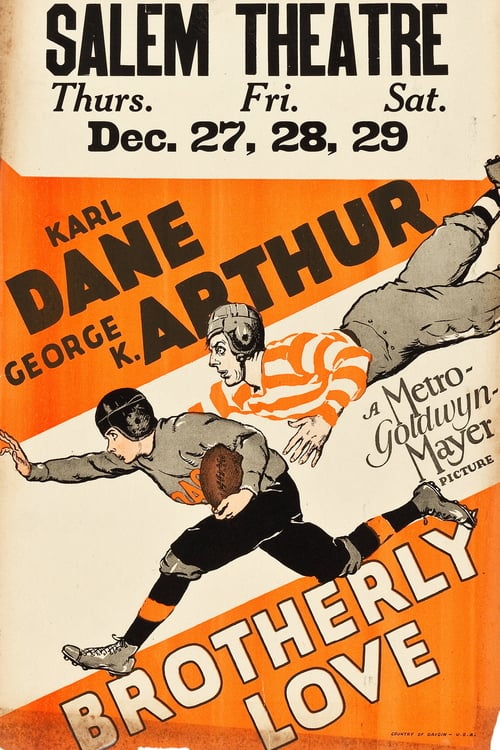 SALEM THEATRE
Thurs. Fri. Sat.
Dec. 27, 28, 29
KARL
DANE
GEORGE
K. ARTHUR
A Metro-
Goldwyn-
Mayer
PICTURE
BROTHERLY
LOVE
COUNTRY OF ORIGIN - U.S.A.